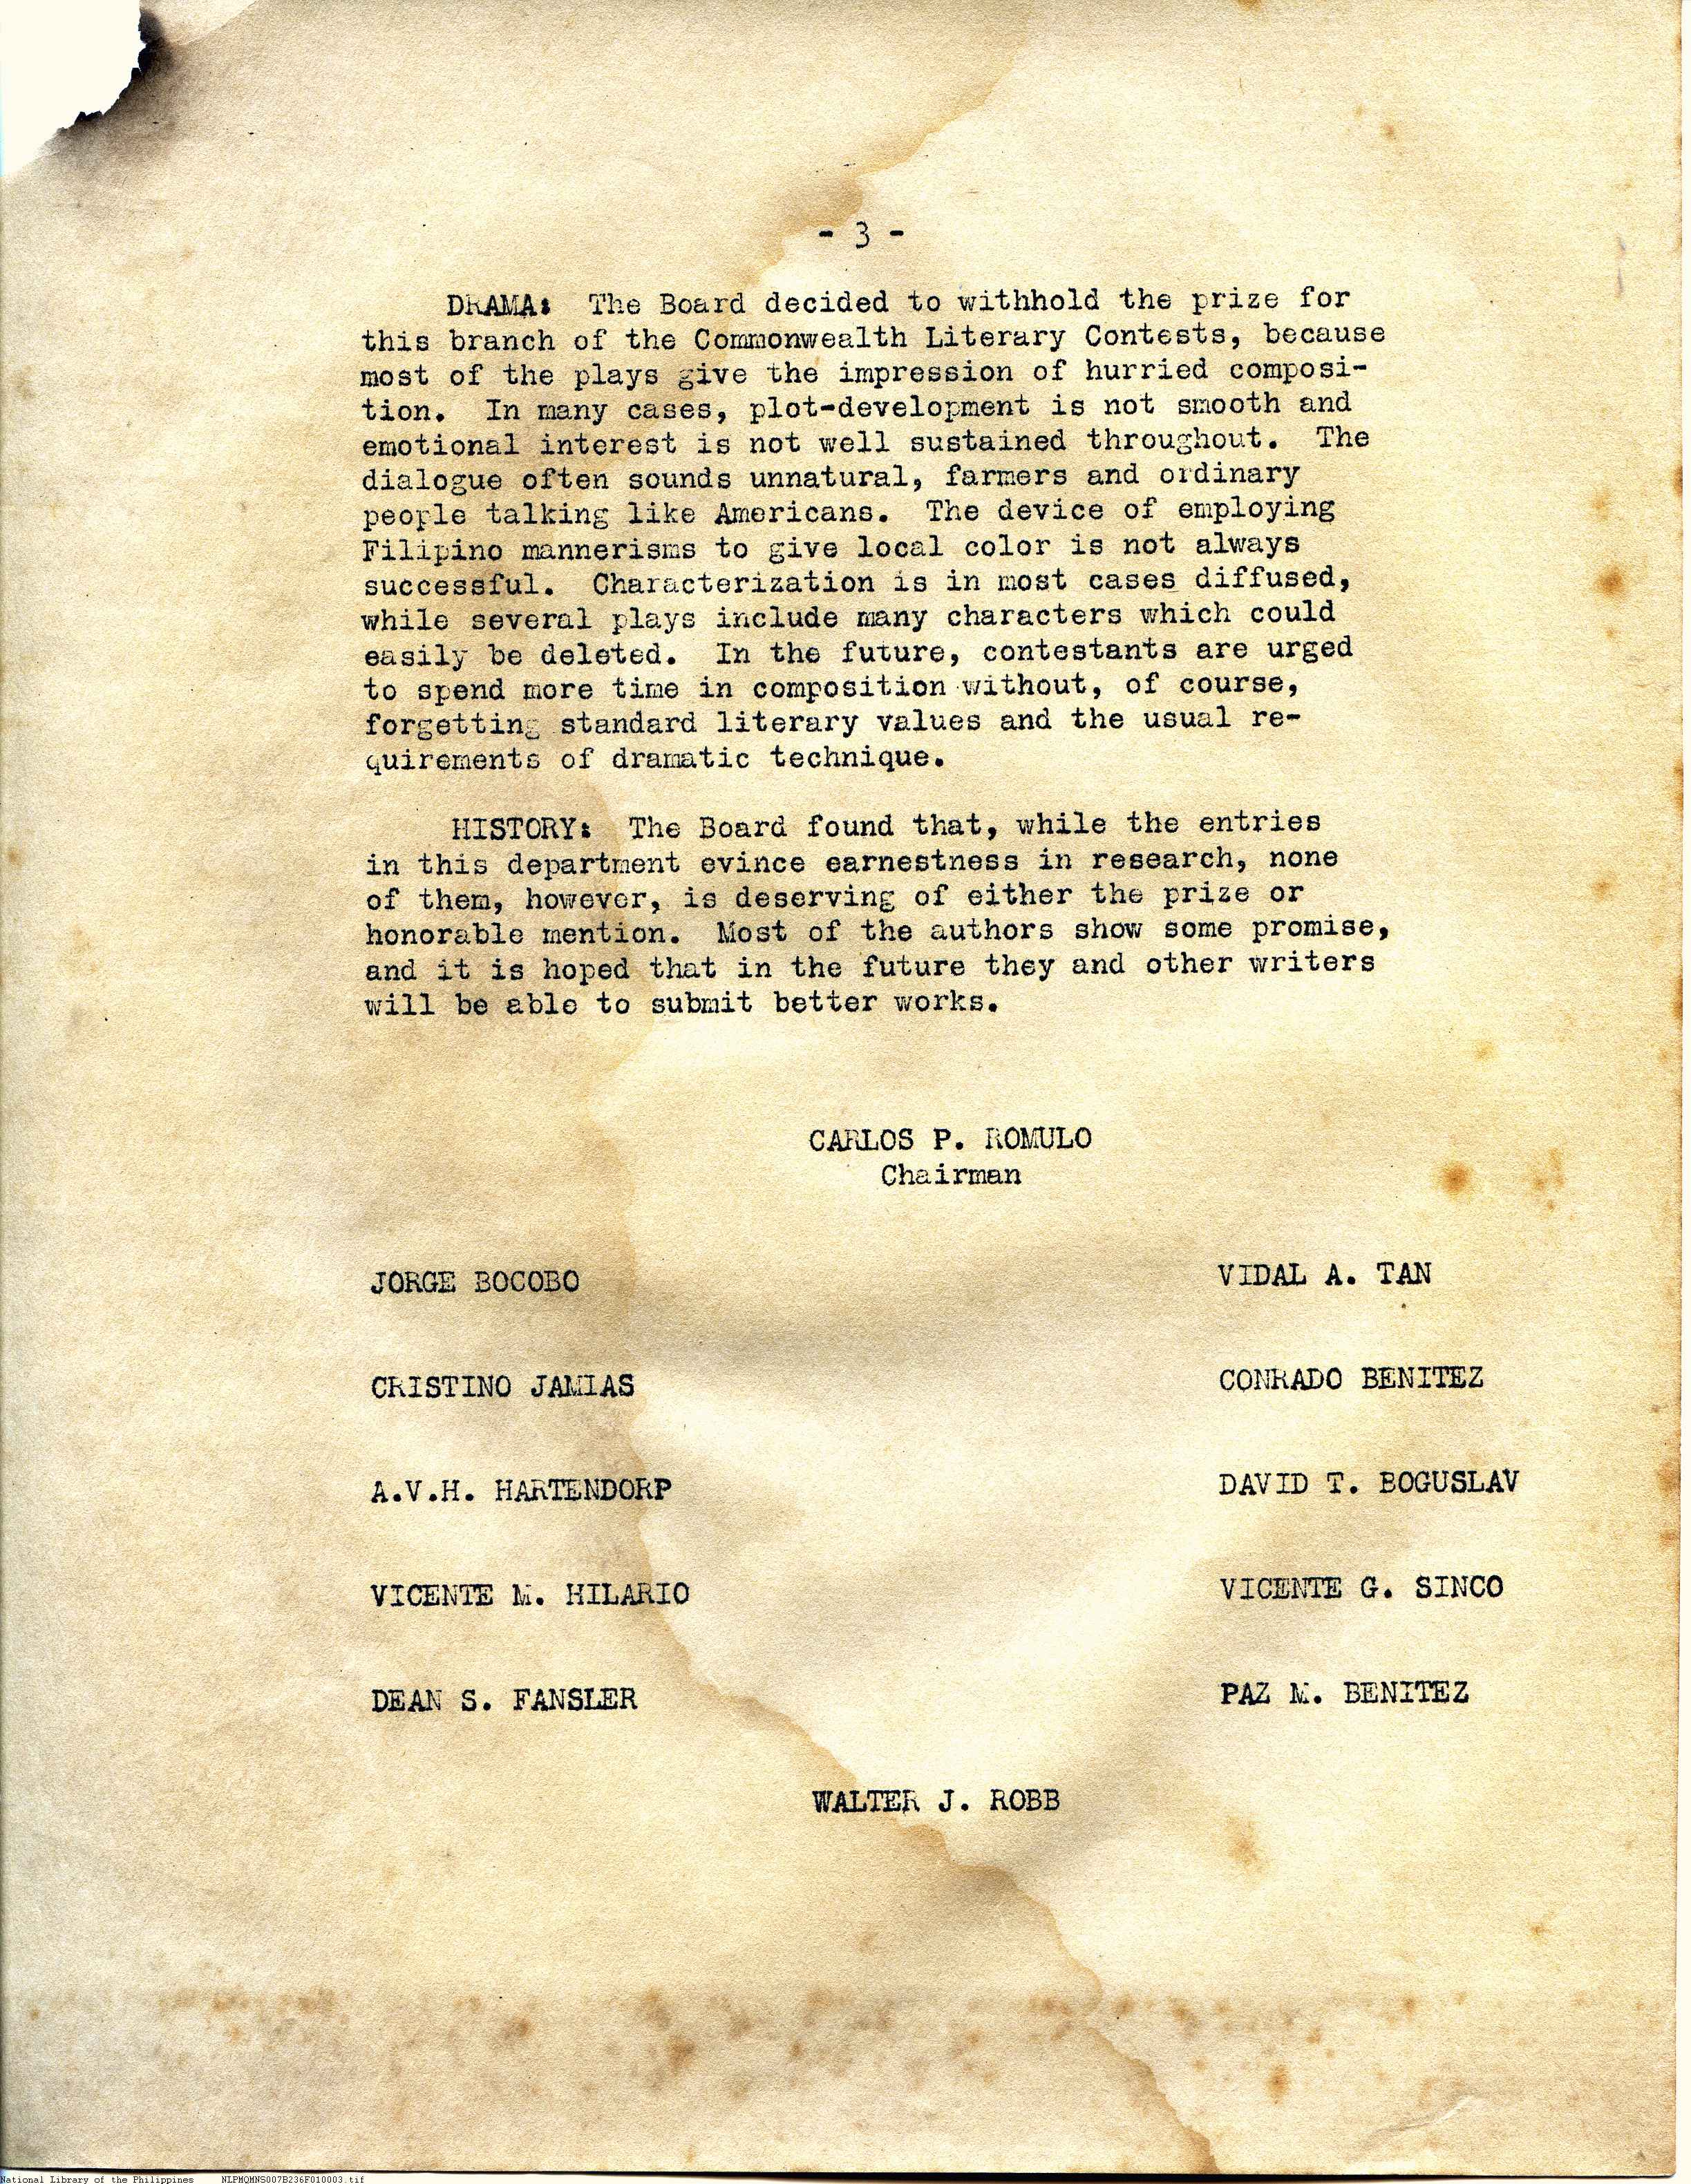 - 3 -
DRAMA: The Board decided to withhold the prize for
this branch of the Commonwealth Literary Contests, because
most of the plays give the impression of hurried composi-
tion. In many cases, plot-development is not smooth and
emotional interest is not well sustained throughout. The
dialogue often sounds unnatural, farmers and ordinary
people talking like Americans. The device of employing
Filipino mannerisms to give local color is not always
successful. Characterization is in most cases diffused,
while several plays include many characters which could
easily be deleted. In the future, contestants are urged
to spend more time in composition without, of course,
forgetting standard literary values and the usual re-
quirements of dramatic technique.
HISTORY: The Board found that, while the entries
in this department evince earnestness in research, none
of them, however, is deserving of either the prize or
honorable mention. Most of the authors show some promise,
and it is hoped that in the future they and other writers
will be able to submit better works.
CARLOS P. ROMULO
Chairman
JORGE BOCOBO VIDAL A. TAN
CRISTINO JAMIAS CONRADO BENITEZ
A.V.H. HARTENDORP DAVID T. BOGUSLAV
VICENTE M. HILARIO VICENTE G. SINCO
DEAN S. FANSLER PAZ M. BENITEZ
WALTER J. ROBB
National Library of the Philippines NLPMQMNS007B236F010003.tif